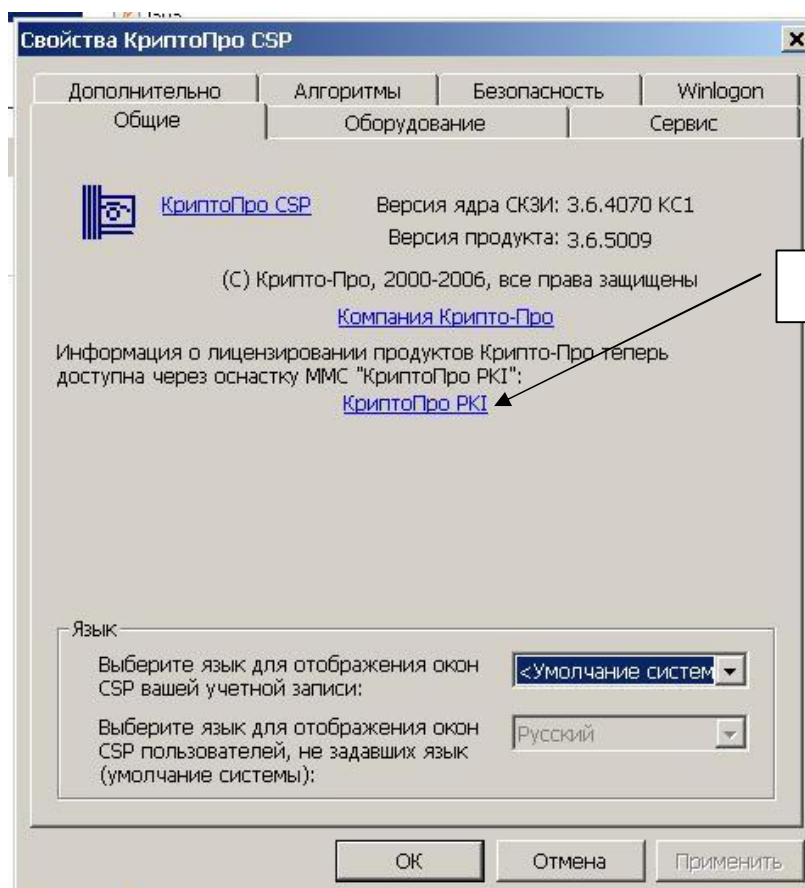 Свойства КриптоПро CSP
Дополнительно Алгоритмы Безопасность Winlogon
Общие Оборудование Сервис
КриптоПро CSP Версия ядра СКЗИ: 3.6.4070 КС1
Версия продукта: 3.6.5009
(С) Крипто-Про, 2000-2006, все права защищены
Компания Крипто-Про
Информация о лицензировании продуктов Крипто-Про теперь
доступна через оснастку ММС "КриптоПро PKI":
КриптоПро PKI
Язык
Выберите язык для отображения окон
CSP вашей учетной записи:
<Умолчание систем
Выберите язык для отображения окон
CSP пользователей, не задавших язык
(умолчание системы):
Русский
ОК Отмена Применить